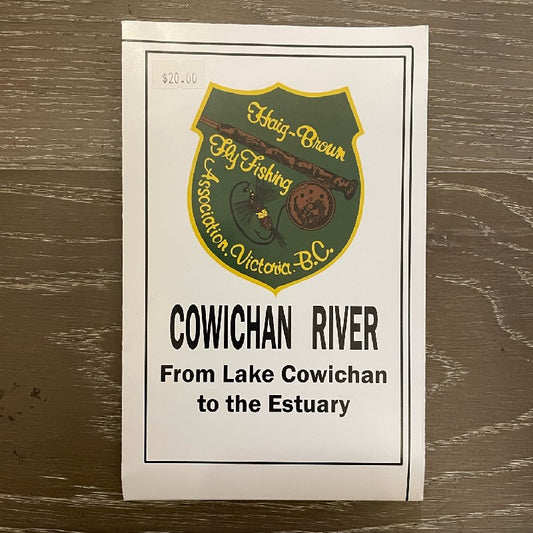 $20.00
Haig-Brown
Fly Fishing
Association, Victoria. B.C.
COWICHAN RIVER
From Lake Cowichan
to the Estuary